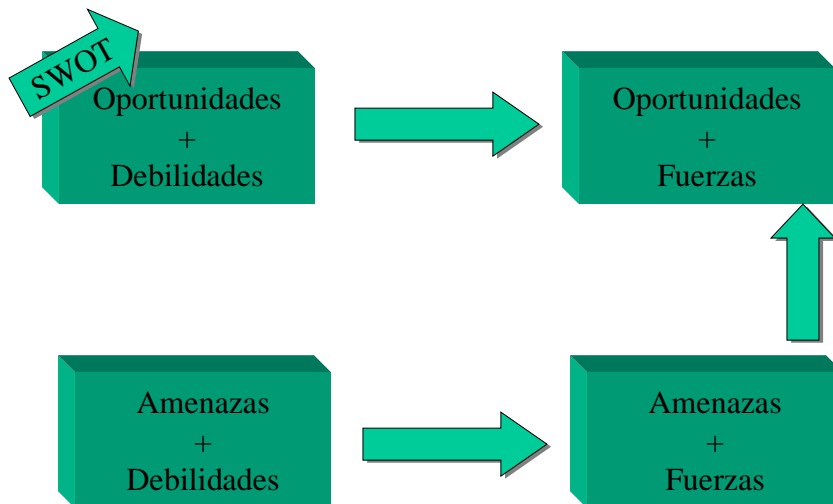 SWOT
Oportunidades
+
Debilidades
Oportunidades
+
Fuerzas
Amenazas
+
Debilidades
Amenazas
+
Fuerzas